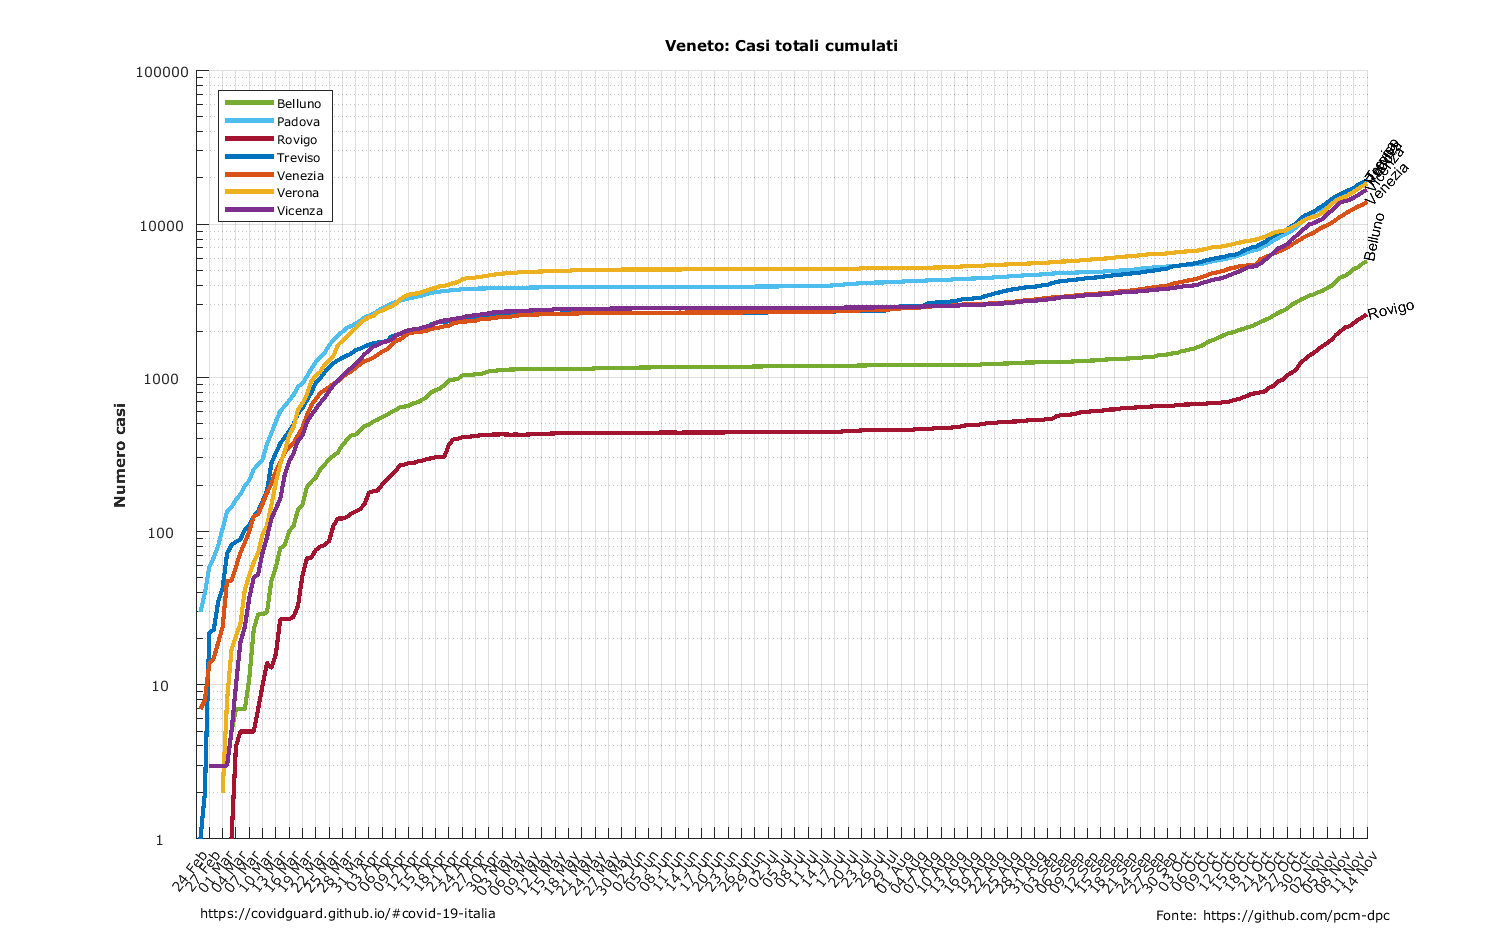 Veneto: Casi totali cumulati
100000
10000
1000
100
10
1
Numero casi
Belluno
Padova
Rovigo
Treviso
Venezia
Verona
Vicenza
Treviso
Vicenza
Venezia
Belluno
Rovigo
24 Feb
27 Feb
01 Mar
04 Mar
07 Mar
10 Mar
13 Mar
16 Mar
19 Mar
22 Mar
25 Mar
28 Mar
31 Mar
03 Apr
06 Apr
09 Apr
12 Apr
15 Apr
18 Apr
21 Apr
24 Apr
27 Apr
30 Apr
03 May
06 May
09 May
12 May
15 May
18 May
21 May
24 May
27 May
30 May
02 Jun
05 Jun
08 Jun
11 Jun
14 Jun
17 Jun
20 Jun
23 Jun
26 Jun
29 Jun
02 Jul
05 Jul
08 Jul
11 Jul
14 Jul
17 Jul
20 Jul
23 Jul
26 Jul
29 Jul
01 Aug
04 Aug
07 Aug
10 Aug
13 Aug
16 Aug
19 Aug
22 Aug
25 Aug
28 Aug
31 Aug
03 Sep
06 Sep
09 Sep
12 Sep
15 Sep
18 Sep
21 Sep
24 Sep
27 Sep
30 Sep
03 Oct
06 Oct
09 Oct
12 Oct
15 Oct
18 Oct
21 Oct
24 Oct
27 Oct
30 Oct
02 Nov
05 Nov
08 Nov
11 Nov
14 Nov
https://covidguard.github.io/#covid-19-italia
Fonte: https://github.com/pcm-dpc